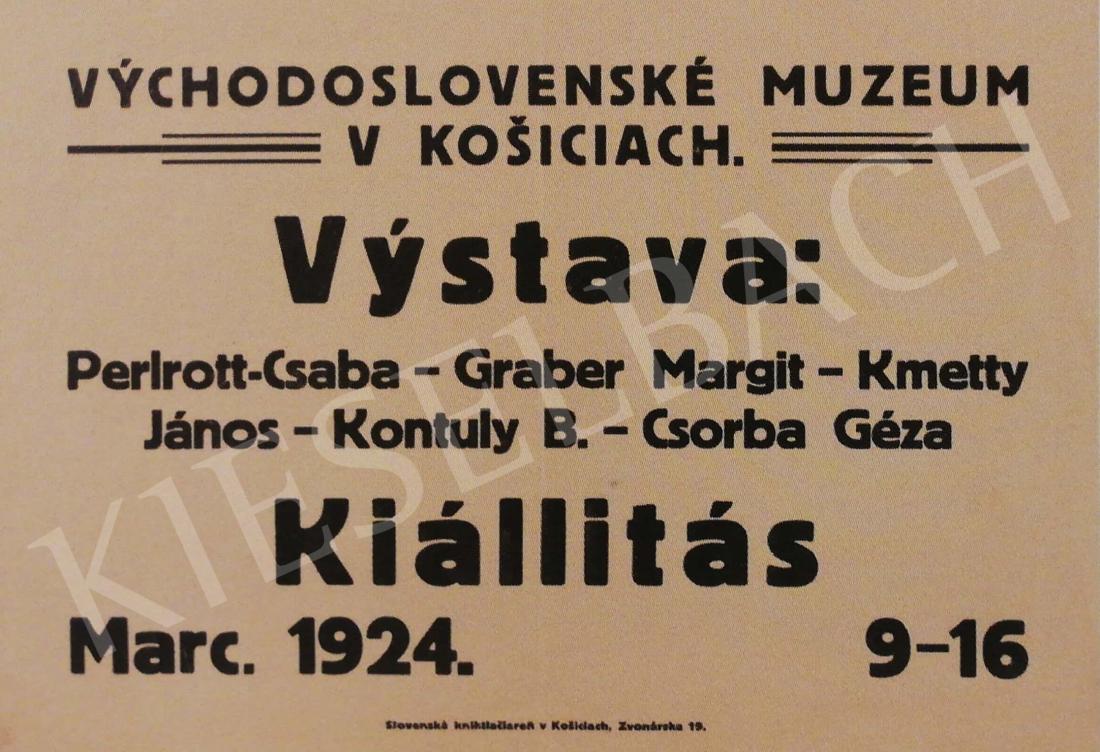 VÝCHODOSLOVENSKÉ MUZEUM
V KOŠICIACH.
Výstava:
Perlrott-Csaba – Graber Margit – Kmetty
János – Kontuly B. – Csorba Géza
Kiállitás
Marc. 1924. 9–16
Slovenská knihtlačiareň v Košiciach, Zvonárska 19.
KIESELBACH